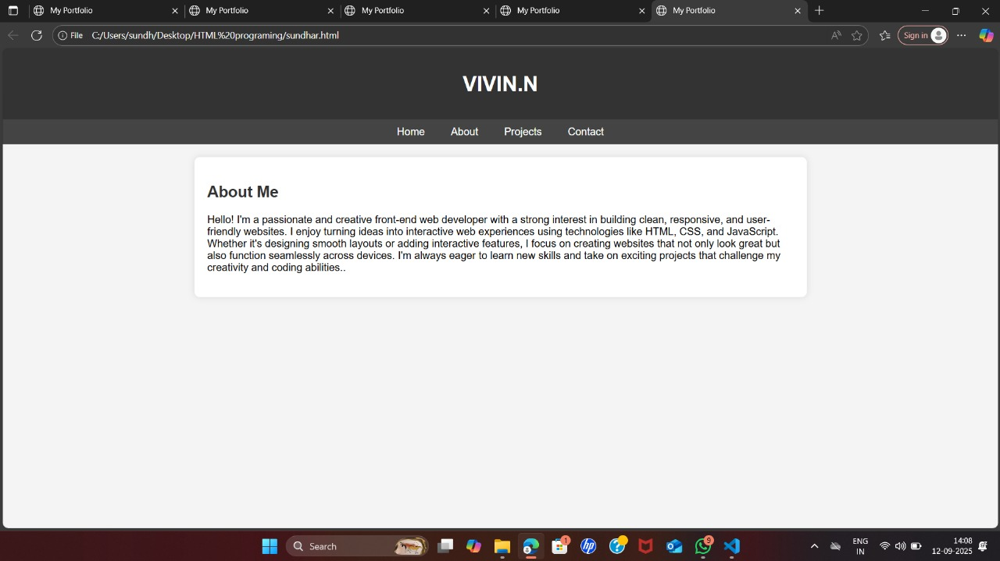 My Portfolio
My Portfolio
My Portfolio
My Portfolio
My Portfolio
File C:/Users/sundh/Desktop/HTML%20programing/sundhar.html
Sign in
VIVIN.N
Home About Projects Contact
About Me
Hello! I'm a passionate and creative front-end web developer with a strong interest in building clean, responsive, and user-
friendly websites. I enjoy turning ideas into interactive web experiences using technologies like HTML, CSS, and JavaScript.
Whether it's designing smooth layouts or adding interactive features, I focus on creating websites that not only look great but
also function seamlessly across devices. I'm always eager to learn new skills and take on exciting projects that challenge my
creativity and coding abilities..
Search
1
hp
9
ENG
IN
14:08
12-09-2025